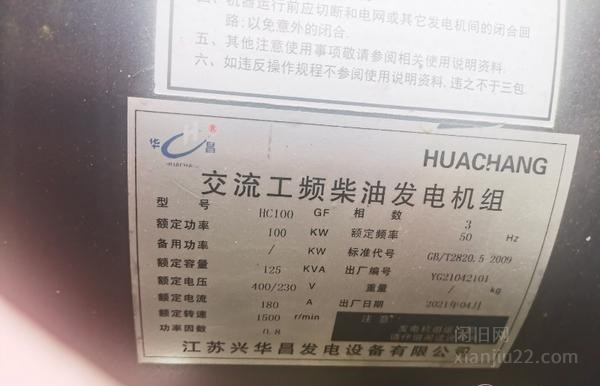 四、机器运行前应切断和电网或其它发电机间的闭合回
路；以免意外的闭合.
五、其他注意使用事项敬请参阅相关使用说明资料.
六、如违反操作规程不参阅使用说明资料. 违之不于三包.
华 H 昌 ®
HUACHANG
HUACHANG
交流工频柴油发电机组
型号 HC100 GF 相数 3
额定功率 100 KW 额定频率 50 Hz
备用功率 / KW 标准代号 GB/T2820.5 2009
额定容量 125 KVA 出厂编号 YG21042101
额定电压 400/230 V 重量 / kg
额定电流 180 A 出厂日期 2021年04月
额定转速 1500 r/min 注意
功率因数 0.8 发电机组
江苏兴华昌发电设备有限公司
闲旧网
xianjiu22.com